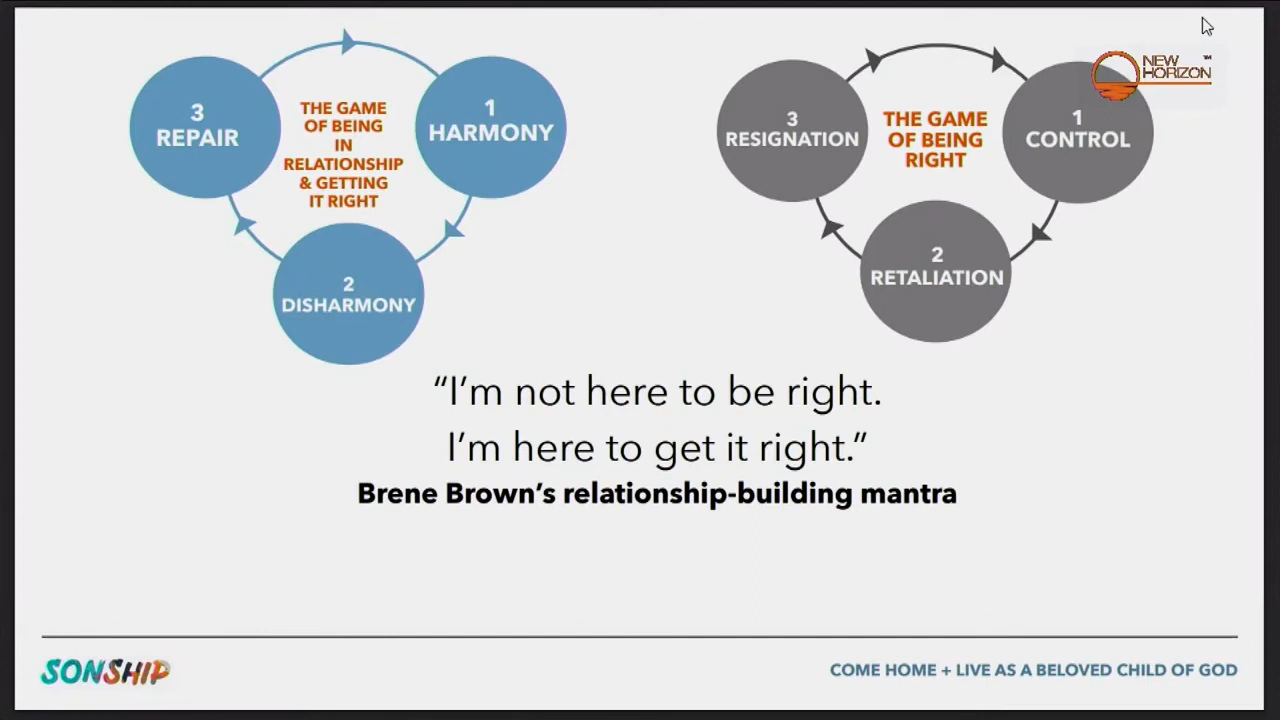 3
REPAIR
THE GAME
OF BEING
IN
RELATIONSHIP
& GETTING
IT RIGHT
1
HARMONY
2
DISHARMONY
3
RESIGNATION
THE GAME
OF BEING
RIGHT
1
CONTROL
2
RETALIATION
NEW
HORIZON
TM
“I’m not here to be right.
I’m here to get it right.”
Brene Brown’s relationship-building mantra
SONSHIP
COME HOME + LIVE AS A BELOVED CHILD OF GOD